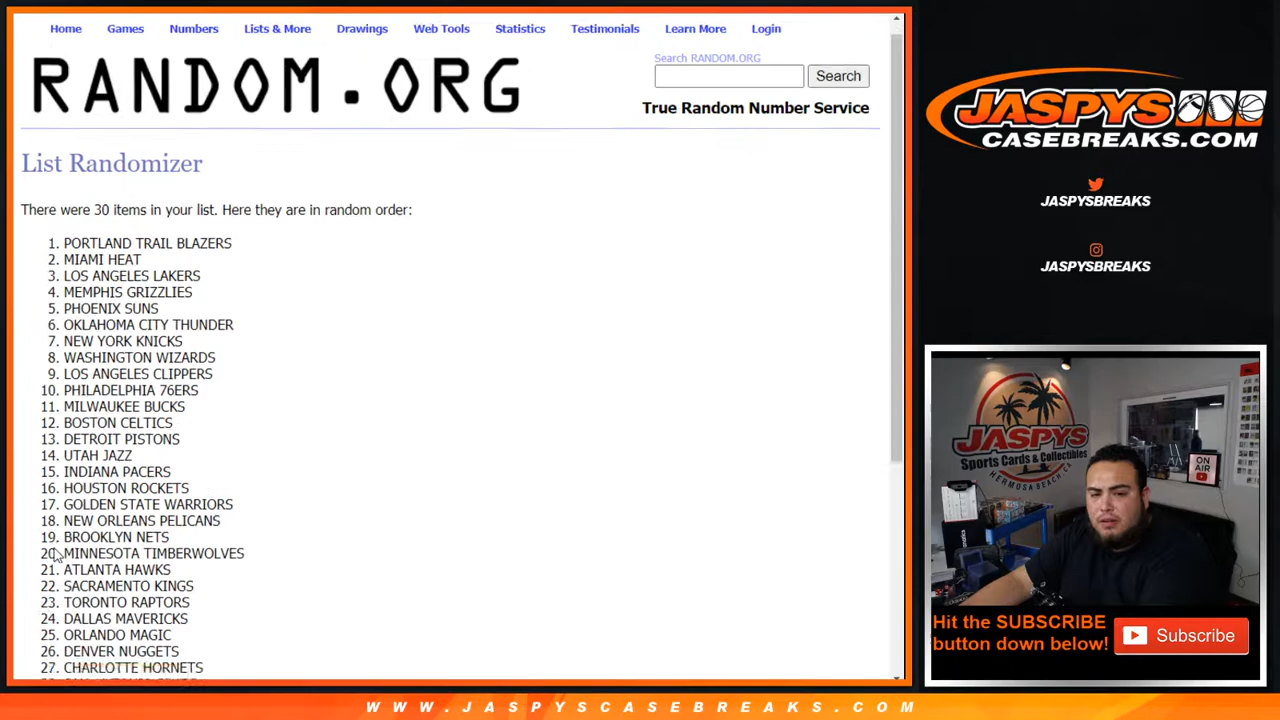 Home Games Numbers Lists & More Drawings Web Tools Statistics Testimonials Learn More Login
RANDOM.ORG
Search RANDOM.ORG
Search
True Random Number Service
List Randomizer
There were 30 items in your list. Here they are in random order:
1. PORTLAND TRAIL BLAZERS
2. MIAMI HEAT
3. LOS ANGELES LAKERS
4. MEMPHIS GRIZZLIES
5. PHOENIX SUNS
6. OKLAHOMA CITY THUNDER
7. NEW YORK KNICKS
8. WASHINGTON WIZARDS
9. LOS ANGELES CLIPPERS
10. PHILADELPHIA 76ERS
11. MILWAUKEE BUCKS
12. BOSTON CELTICS
13. DETROIT PISTONS
14. UTAH JAZZ
15. INDIANA PACERS
16. HOUSTON ROCKETS
17. GOLDEN STATE WARRIORS
18. NEW ORLEANS PELICANS
19. BROOKLYN NETS
20. MINNESOTA TIMBERWOLVES
21. ATLANTA HAWKS
22. SACRAMENTO KINGS
23. TORONTO RAPTORS
24. DALLAS MAVERICKS
25. ORLANDO MAGIC
26. DENVER NUGGETS
27. CHARLOTTE HORNETS
JASPYS
CASEBREAKS.COM
JASPYSBREAKS
JASPYSBREAKS
JASPYS
Sports Cards & Collectibles
HERMOSA BEACH, CA
ON AIR
Hit the SUBSCRIBE
button down below!
Subscribe
WWW.JASPYSCASEBREAKS.COM